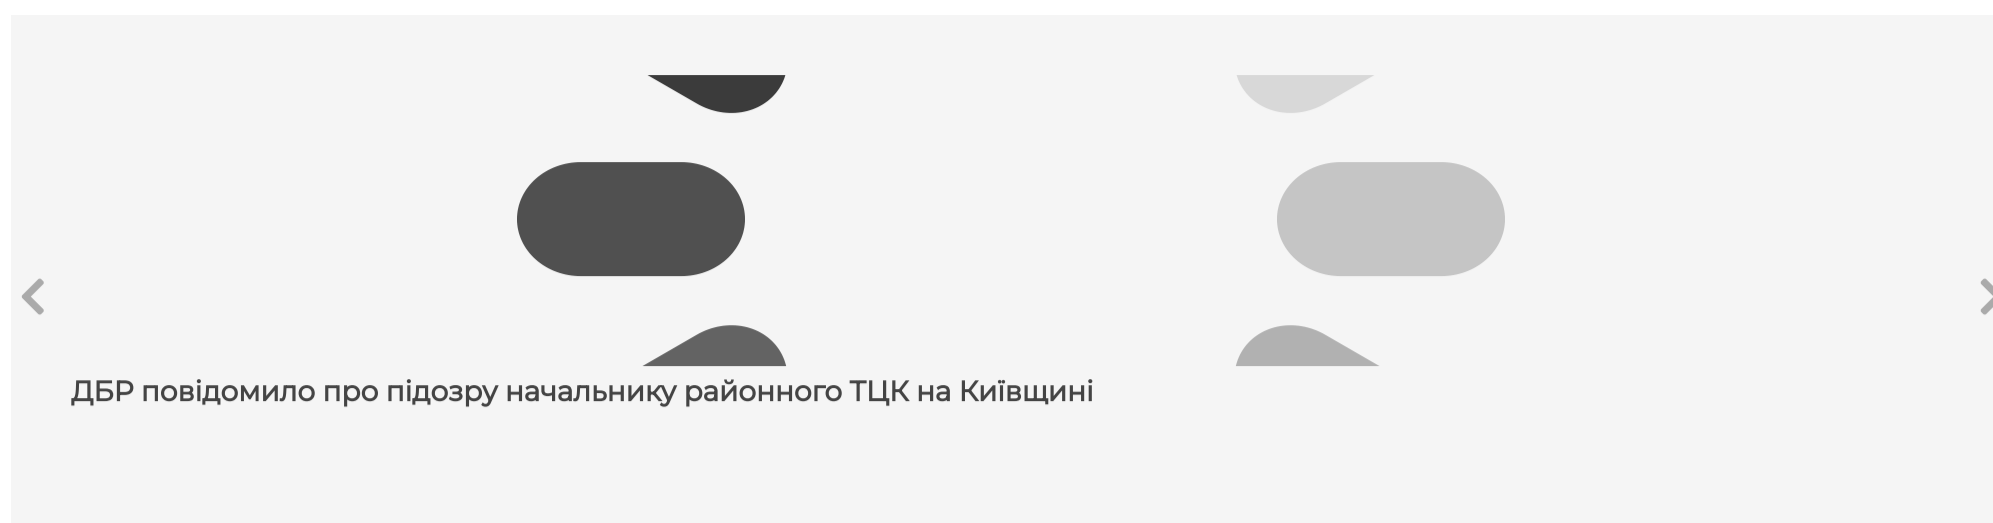 ДБР повідомило про підозру начальнику районного ТЦК на Київщині